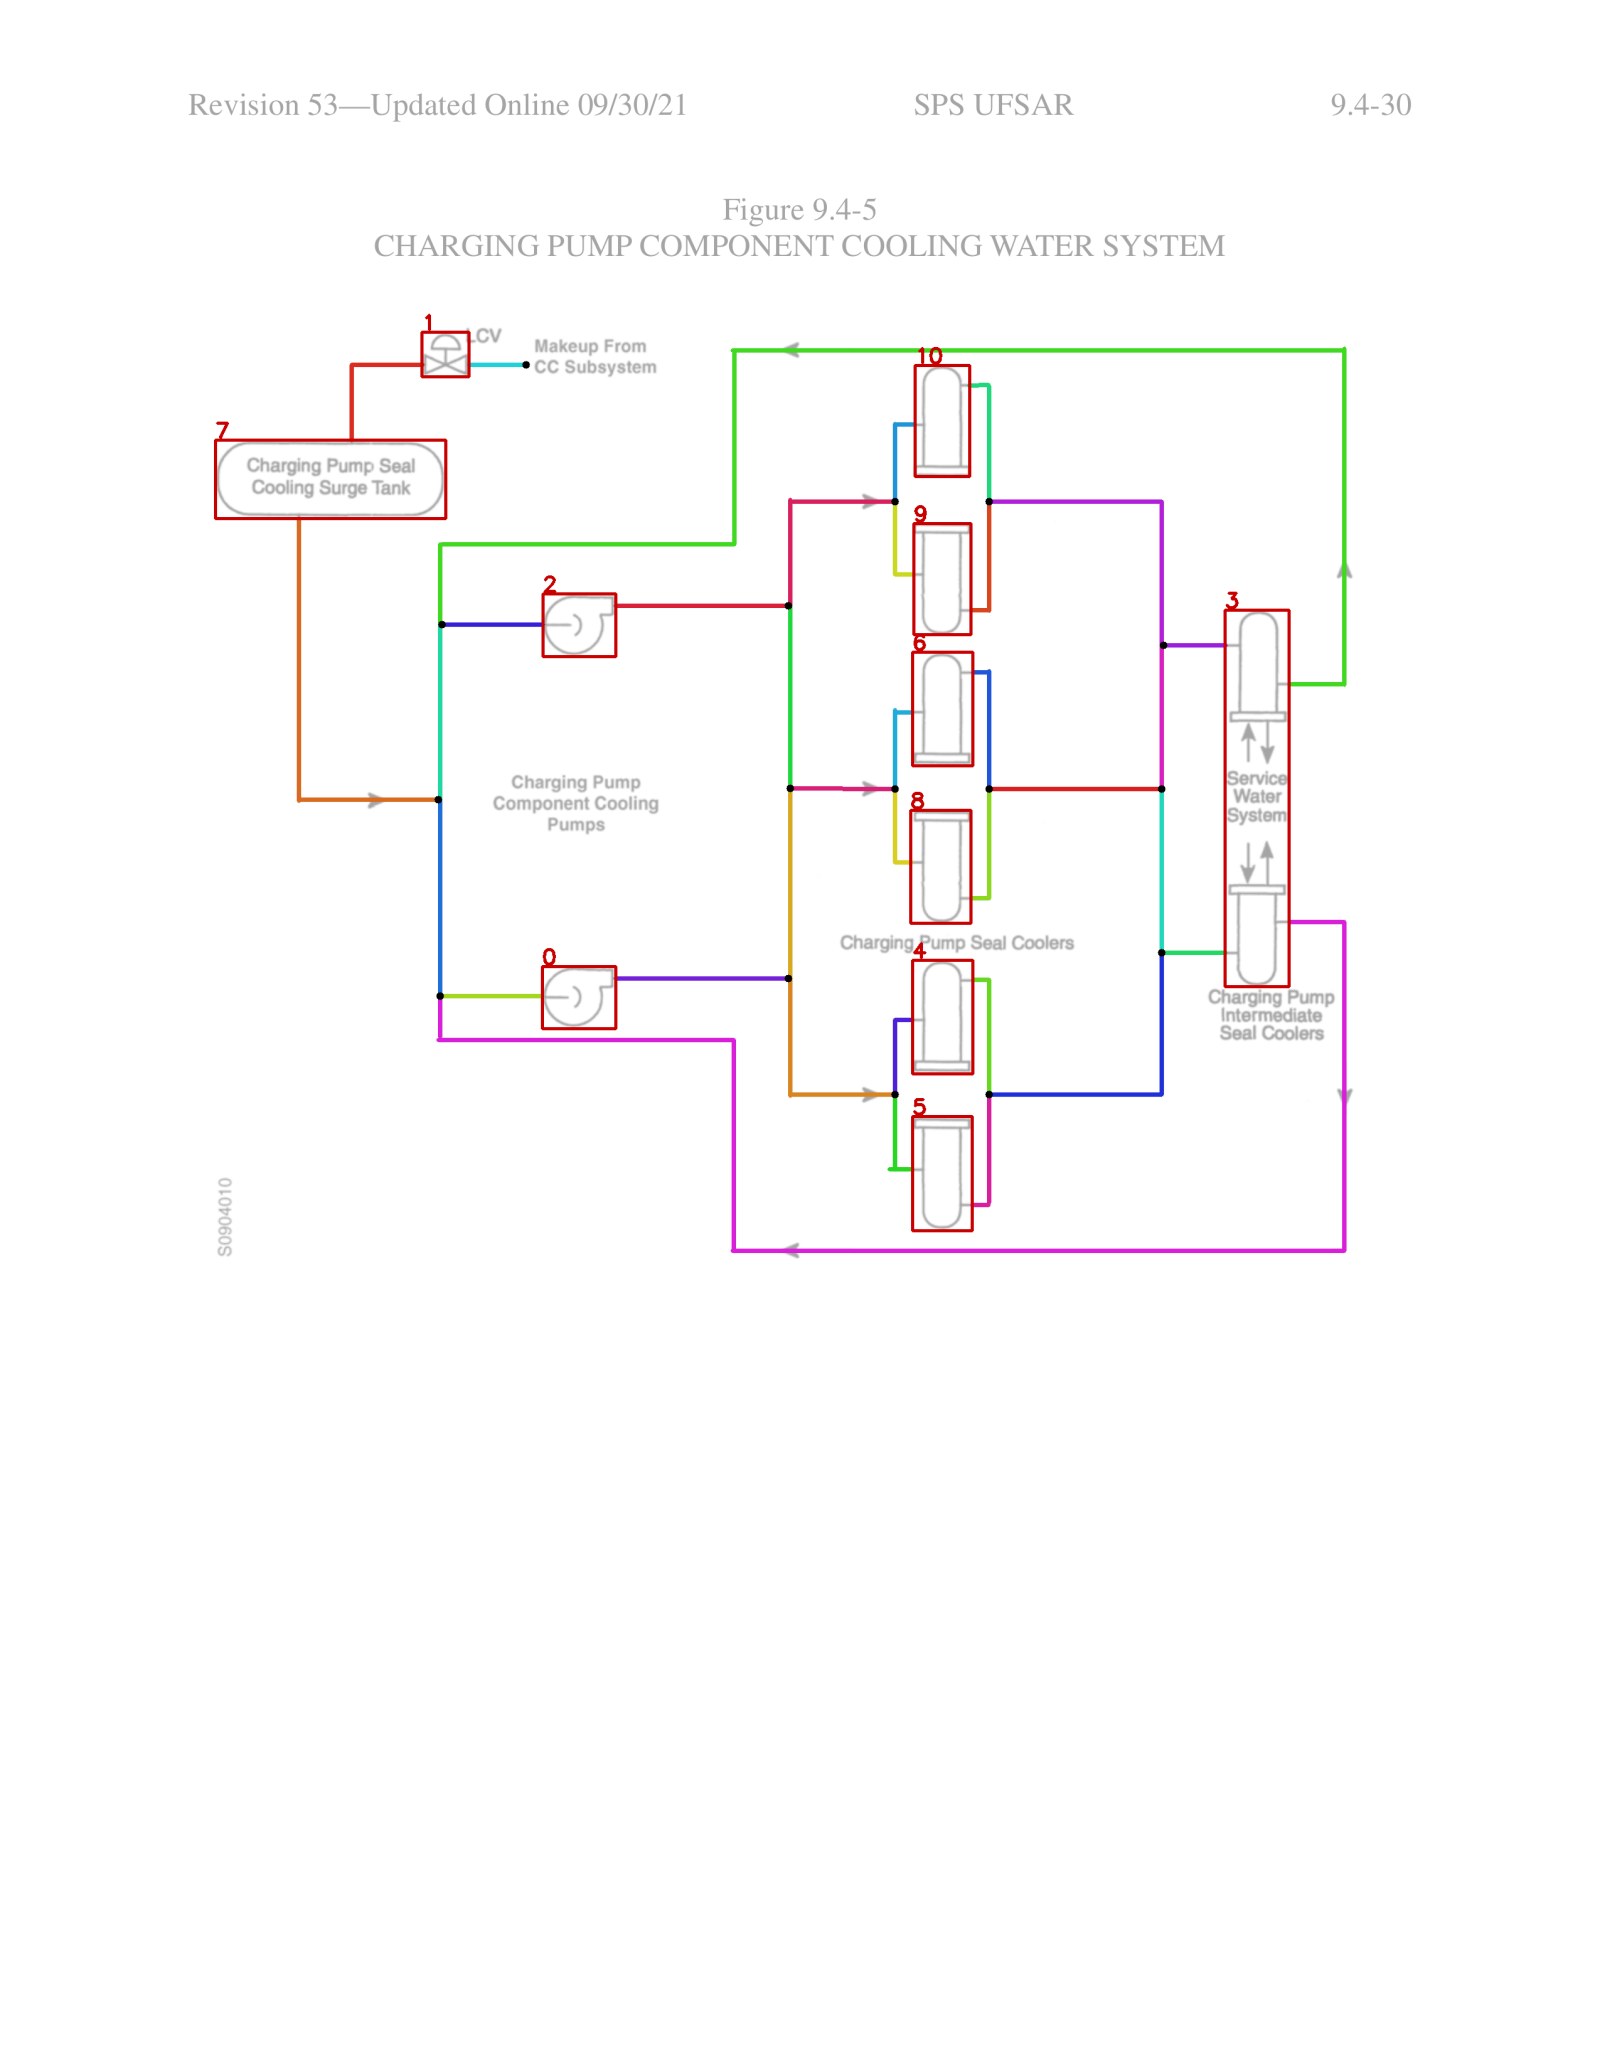 Revision 53—Updated Online 09/30/21 SPS UFSAR 9.4-30
Figure 9.4-5
CHARGING PUMP COMPONENT COOLING WATER SYSTEM
1
LCV
Makeup From
CC Subsystem
10
7
Charging Pump Seal
Cooling Surge Tank
9
2
3
6
Charging Pump
Component Cooling
Pumps
Service
Water
System
8
Charging Pump Seal Coolers
4
0
Charging Pump
Intermediate
Seal Coolers
5
S0904010